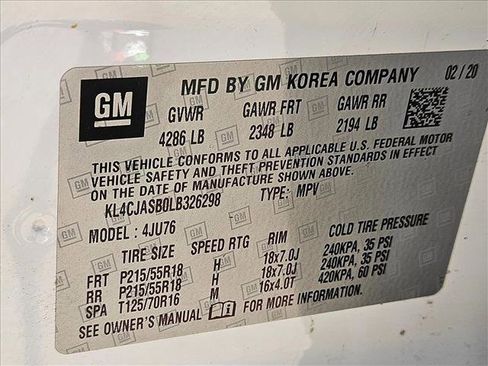 MFD BY GM KOREA COMPANY 02/20
GM
GVWR GAWR FRT GAWR RR
4286 LB 2348 LB 2194 LB
THIS VEHICLE CONFORMS TO ALL APPLICABLE U.S. FEDERAL MOTOR
VEHICLE SAFETY AND THEFT PREVENTION STANDARDS IN EFFECT
ON THE DATE OF MANUFACTURE SHOWN ABOVE.
KL4CJASB0LB326298 TYPE: MPV
MODEL: 4JU76
TIRE SIZE SPEED RTG RIM COLD TIRE PRESSURE
FRT P215/55R18 H 18x7.0J 240KPA, 35 PSI
RR P215/55R18 H 18x7.0J 240KPA, 35 PSI
SPA T125/70R16 M 16x4.0T 420KPA, 60 PSI
SEE OWNER'S MANUAL FOR MORE INFORMATION.